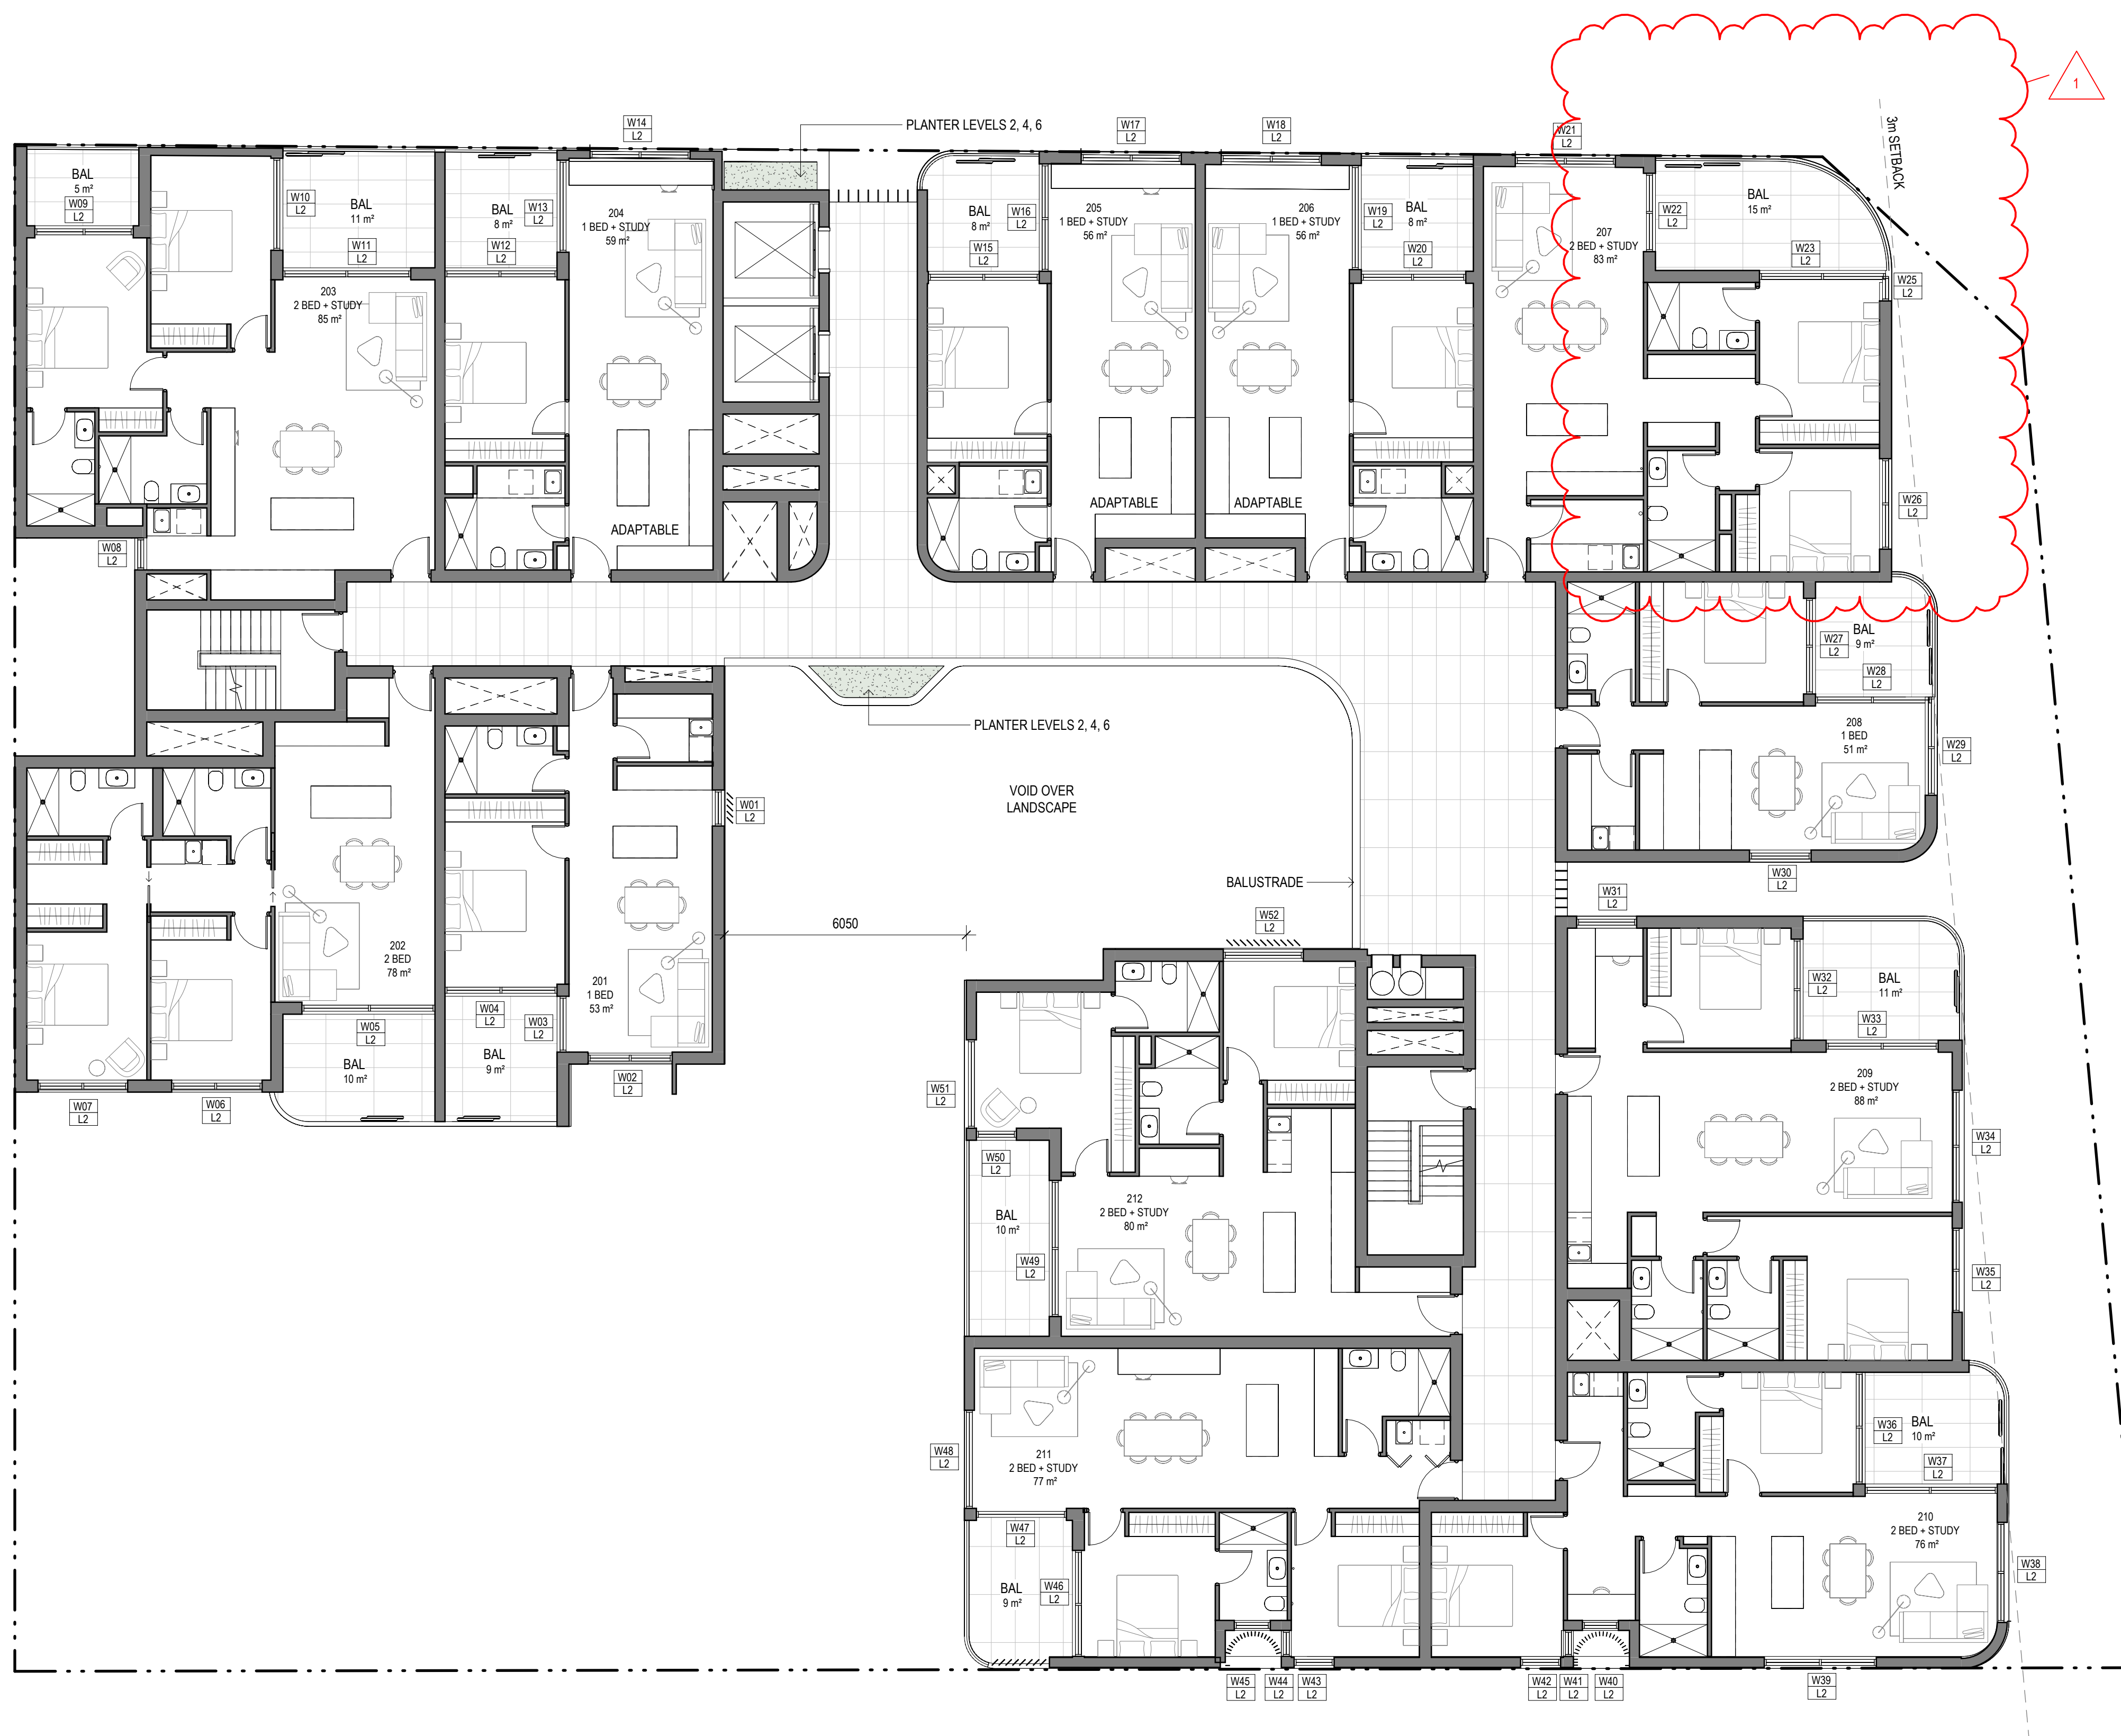 1
3m SETBACK
W14
L2
PLANTER LEVELS 2, 4, 6
W17
L2
W18
L2
W21
L2
BAL
5 m²
W09
L2
W10
L2
BAL
11 m²
W11
L2
BAL
8 m²
W12
L2
W13
L2
204
1 BED + STUDY
59 m²
BAL
8 m²
W15
L2
W16
L2
205
1 BED + STUDY
56 m²
206
1 BED + STUDY
56 m²
W19
L2
BAL
8 m²
W20
L2
207
2 BED + STUDY
83 m²
W22
L2
BAL
15 m²
W23
L2
W25
L2
203
2 BED + STUDY
85 m²
ADAPTABLE
ADAPTABLE
ADAPTABLE
W26
L2
W08
L2
W27
L2
BAL
9 m²
W28
L2
PLANTER LEVELS 2, 4, 6
208
1 BED
51 m²
W29
L2
W01
L2
VOID OVER
LANDSCAPE
BALUSTRADE
W30
L2
W31
L2
W52
L2
6050
202
2 BED
78 m²
201
1 BED
53 m²
W04
L2
W03
L2
W05
L2
BAL
10 m²
BAL
9 m²
W02
L2
W07
L2
W06
L2
W32
L2
BAL
11 m²
W33
L2
209
2 BED + STUDY
88 m²
W51
L2
W34
L2
W50
L2
212
2 BED + STUDY
80 m²
BAL
10 m²
W49
L2
W35
L2
W36
L2
BAL
10 m²
W37
L2
W48
L2
211
2 BED + STUDY
77 m²
W47
L2
BAL
9 m²
W46
L2
210
2 BED + STUDY
76 m²
W38
L2
W45
L2
W44
L2
W43
L2
W42
L2
W41
L2
W40
L2
W39
L2